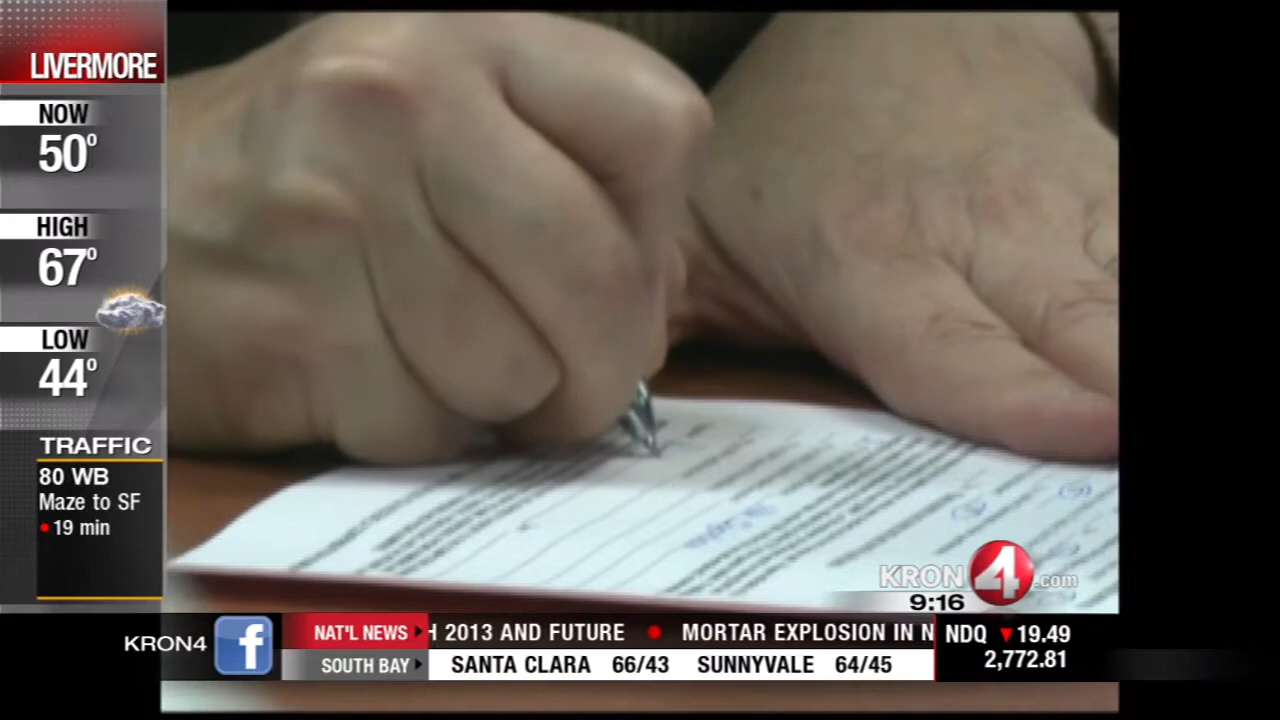 LIVERMORE
NOW
50°
HIGH
67°
LOW
44°
TRAFFIC
80 WB
Maze to SF
19 min
KRON 4 .com
9:16
KRON4 f
NAT'L NEWS H 2013 AND FUTURE • MORTAR EXPLOSION IN N
SOUTH BAY SANTA CLARA 66/43 SUNNYVALE 64/45
NDQ ▼19.49
2,772.81